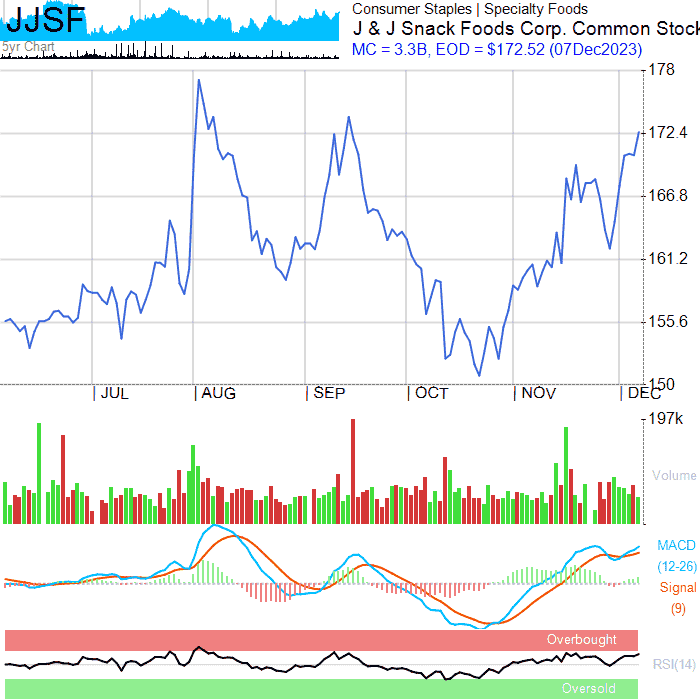 JJSF
5yr Chart
Consumer Staples | Specialty Foods
J & J Snack Foods Corp. Common Stoc
MC = 3.3B, EOD = $172.52 (07Dec2023)
178
172.4
166.8
161.2
155.6
150
JUL AUG SEP OCT NOV DEC
197k
Volume
MACD
(12-26)
Signal
(9)
Overbought
RSI(14)
Oversold